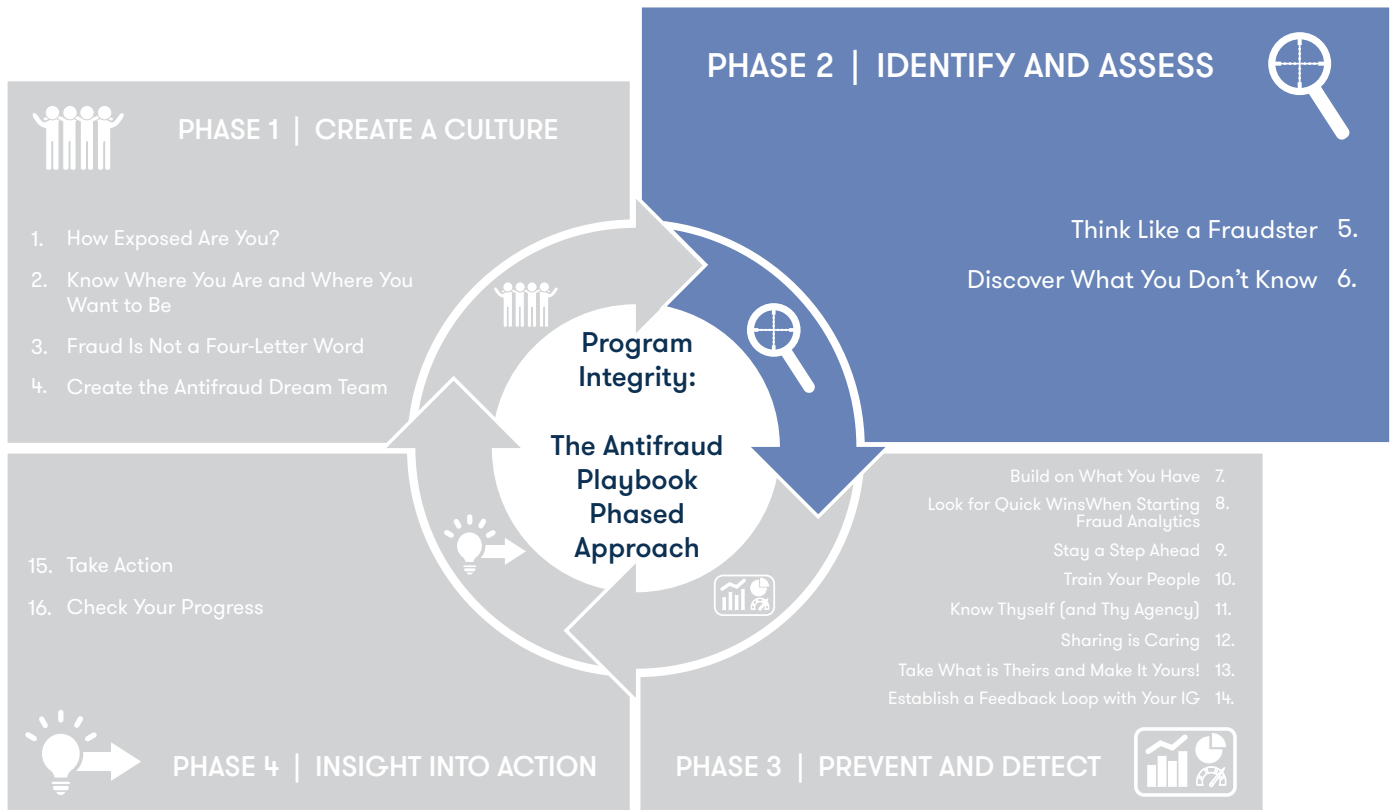 PHASE 1 | CREATE A CULTURE
1. How Exposed Are You?
2. Know Where You Are and Where You
Want to Be
3. Fraud Is Not a Four-Letter Word
4. Create the Antifraud Dream Team
PHASE 2 | IDENTIFY AND ASSESS
Think Like a Fraudster 5.
Discover What You Don’t Know 6.
Program
Integrity:
The Antifraud
Playbook
Phased
Approach
Build on What You Have 7.
Look for Quick WinsWhen Starting 8.
Fraud Analytics
Stay a Step Ahead 9.
Train Your People 10.
Know Thyself (and Thy Agency) 11.
Sharing is Caring 12.
Take What is Theirs and Make It Yours! 13.
Establish a Feedback Loop with Your IG 14.
PHASE 3 | PREVENT AND DETECT
15. Take Action
16. Check Your Progress
PHASE 4 | INSIGHT INTO ACTION